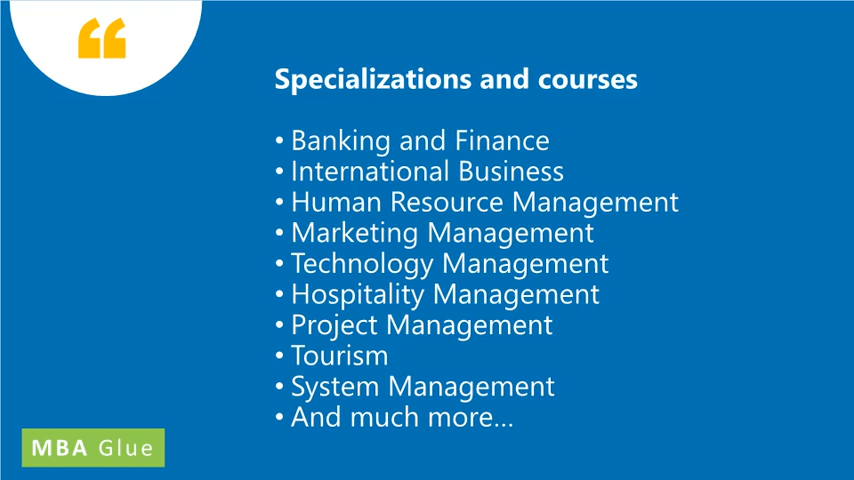 Specializations and courses
• Banking and Finance
• International Business
• Human Resource Management
• Marketing Management
• Technology Management
• Hospitality Management
• Project Management
• Tourism
• System Management
• And much more...
MBA Glue